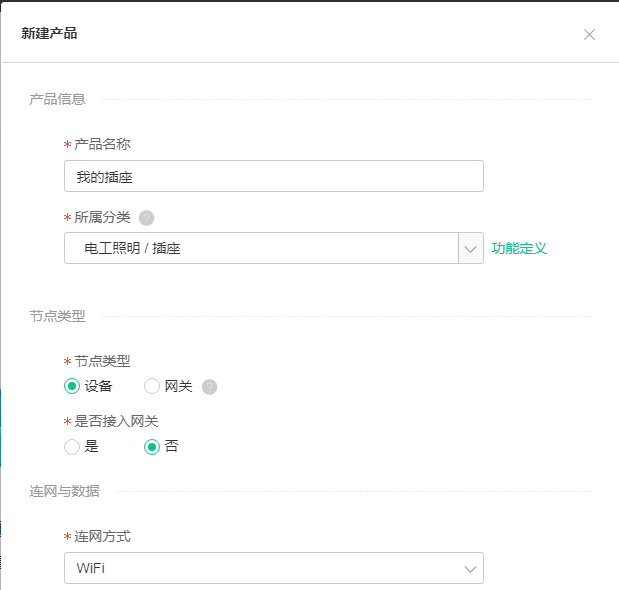 新建产品
产品信息
* 产品名称
我的插座
* 所属分类 ?
电工照明 / 插座 功能定义
节点类型
* 节点类型
设备 网关 ?
* 是否接入网关
是 否
连网与数据
* 连网方式
WiFi